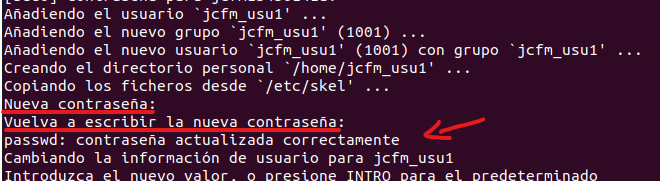 Añadiendo el usuario `jcfm_usu1' ...
Añadiendo el nuevo grupo `jcfm_usu1' (1001) ...
Añadiendo el nuevo usuario `jcfm_usu1' (1001) con grupo `jcfm_usu1' ...
Creando el directorio personal `/home/jcfm_usu1' ...
Copiando los ficheros desde `/etc/skel' ...
Nueva contraseña:
Vuelva a escribir la nueva contraseña:
passwd: contraseña actualizada correctamente
Cambiando la información de usuario para jcfm_usu1
Introduzca el nuevo valor, o presione INTRO para el predeterminado